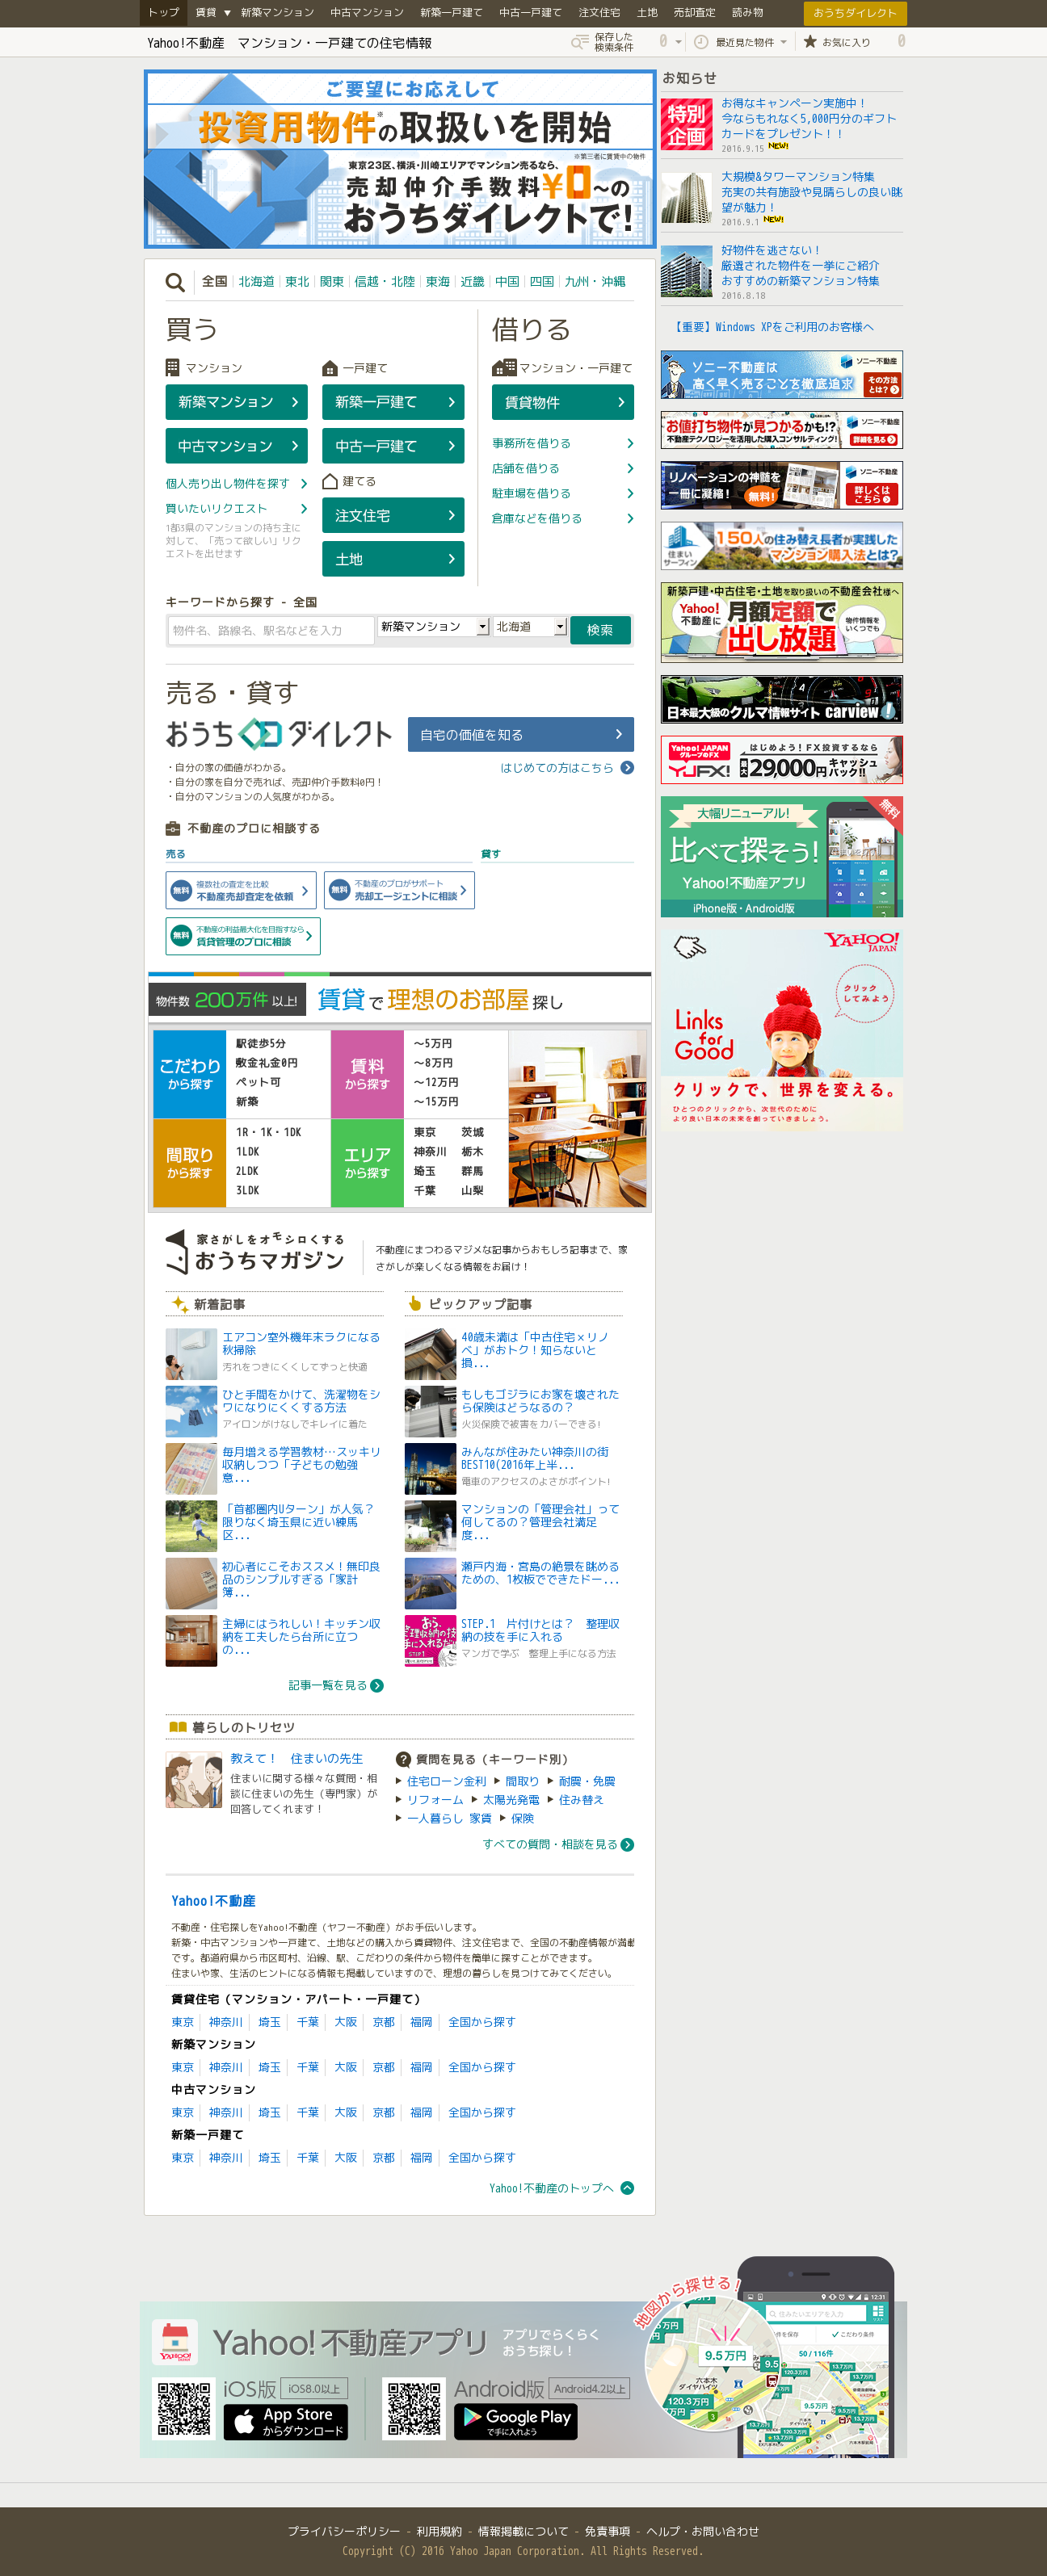 トップ 賃貸 ▼ 新築マンション 中古マンション 新築一戸建て 中古一戸建て 注文住宅 土地 売却査定 読み物 おうちダイレクト
Yahoo!不動産　マンション・一戸建ての住宅情報
保存した
検索条件
0
最近見た物件
お気に入り
0
ご要望にお応えして
投資用物件※の取扱いを開始
※第三者に賃貸中の物件
東京23区、横浜・川崎エリアでマンション売るなら、
売却仲介手数料¥0～の
おうちダイレクトで!
全国 北海道 東北 関東 信越・北陸 東海 近畿 中国 四国 九州・沖縄
買う
マンション
新築マンション
中古マンション
個人売り出し物件を探す
買いたいリクエスト
1都3県のマンションの持ち主に
対して、「売って欲しい」リク
エストを出せます
一戸建て
新築一戸建て
中古一戸建て
建てる
注文住宅
土地
借りる
マンション・一戸建て
賃貸物件
事務所を借りる
店舗を借りる
駐車場を借りる
倉庫などを借りる
キーワードから探す - 全国
物件名、路線名、駅名などを入力
新築マンション
北海道
検索
売る・貸す
おうちダイレクト
自宅の価値を知る
・自分の家の価値がわかる。
・自分の家を自分で売れば、売却仲介手数料0円！
・自分のマンションの人気度がわかる。
はじめての方はこちら
不動産のプロに相談する
売る
貸す
無料 複数社の査定を比較
不動産売却査定を依頼
無料 不動産のプロがサポート
売却エージェントに相談
無料 不動産の利益最大化を目指すなら
賃貸管理のプロに相談
物件数 200万件 以上!
賃貸で理想のお部屋探し
こだわり
から探す
駅徒歩5分
敷金礼金0円
ペット可
新築
賃料
から探す
～5万円
～8万円
～12万円
～15万円
間取り
から探す
1R・1K・1DK
1LDK
2LDK
3LDK
エリア
から探す
東京 茨城
神奈川 栃木
埼玉 群馬
千葉 山梨
家さがしをオモシロくする
おうちマガジン
不動産にまつわるマジメな記事からおもしろ記事まで、家
さがしが楽しくなる情報をお届け！
新着記事
エアコン室外機年末ラクになる
秋掃除
汚れをつきにくくしてずっと快適
ひと手間をかけて、洗濯物をシ
ワになりにくくする方法
アイロンがけなしでキレイに着た
毎月増える学習教材…スッキリ
収納しつつ「子どもの勉強
意...
「首都圏内Uターン」が人気？
限りなく埼玉県に近い練馬
区...
初心者にこそおススメ！無印良
品のシンプルすぎる「家計
簿...
主婦にはうれしい！キッチン収
納を工夫したら台所に立つ
の...
記事一覧を見る
ピックアップ記事
40歳未満は「中古住宅×リノ
ベ」がおトク！知らないと
損...
もしもゴジラにお家を壊された
ら保険はどうなるの？
火災保険で被害をカバーできる!
みんなが住みたい神奈川の街
BEST10(2016年上半...
電車のアクセスのよさがポイント!
マンションの「管理会社」って
何してるの？管理会社満足
度...
瀬戸内海・宮島の絶景を眺める
ための、1枚板でできたドー...
STEP.1　片付けとは？　整理収
納の技を手に入れる
マンガで学ぶ　整理上手になる方法
暮らしのトリセツ
教えて！　住まいの先生
住まいに関する様々な質問・相
談に住まいの先生（専門家）が
回答してくれます！
質問を見る（キーワード別）
住宅ローン金利 間取り 耐震・免震
リフォーム 太陽光発電 住み替え
一人暮らし 家賃 保険
すべての質問・相談を見る
Yahoo!不動産
不動産・住宅探しをYahoo!不動産（ヤフー不動産）がお手伝いします。
新築・中古マンションや一戸建て、土地などの購入から賃貸物件、注文住宅まで、全国の不動産情報が満載
です。都道府県から市区町村、沿線、駅、こだわりの条件から物件を簡単に探すことができます。
住まいや家、生活のヒントになる情報も掲載していますので、理想の暮らしを見つけてみてください。
賃貸住宅（マンション・アパート・一戸建て）
東京 神奈川 埼玉 千葉 大阪 京都 福岡 全国から探す
新築マンション
東京 神奈川 埼玉 千葉 大阪 京都 福岡 全国から探す
中古マンション
東京 神奈川 埼玉 千葉 大阪 京都 福岡 全国から探す
新築一戸建て
東京 神奈川 埼玉 千葉 大阪 京都 福岡 全国から探す
Yahoo!不動産のトップへ
お知らせ
特別
企画
お得なキャンペーン実施中！
今ならもれなく5,000円分のギフト
カードをプレゼント！！
2016.9.15 NEW!
大規模&タワーマンション特集
充実の共有施設や見晴らしの良い眺
望が魅力！
2016.9.1 NEW!
好物件を逃さない！
厳選された物件を一挙にご紹介
おすすめの新築マンション特集
2016.8.18
【重要】Windows XPをご利用のお客様へ
ソニー不動産は
高く早く売ることを徹底追求
ソニー不動産
その方法
とは？
お値打ち物件が見つかるかも!?
不動産テクノロジーを活用した購入コンサルティング!
ソニー不動産
詳細を見る
リノベーションの神髄を
一冊に凝縮！ 無料!
ソニー不動産
詳しくは
こちら
住まい
サーフィン
150人の住み替え長者が実践した
マンション購入法とは？
新築戸建・中古住宅・土地を取り扱いの不動産会社様へ
Yahoo!
不動産に
月額定額で
出し放題
物件情報を
いくつでも
日本最大級のクルマ情報サイト carview!
Yahoo! JAPAN
グループのFX
YJFX!
はじめよう！FX投資するなら
最大29,000円キャッシュバック!!
無料
大幅リニューアル!
比べて探そう!
Yahoo!不動産アプリ
iPhone版・Android版
YAHOO!
JAPAN
クリック
してみよう
Links
for
Good
クリックで、世界を変える。
ひとつのクリックから、次世代のために
より良い日本の未来を創っていきましょう。
地図から探せる!
Yahoo!不動産アプリ
アプリでらくらく
おうち探し！
iOS版 iOS8.0以上
App Store
からダウンロード
Android版 Android4.2以上
Google Play
で手に入れよう
12:31
住みたいエリアを入力
こだわり条件
50/116件
9.5万円
六本木
ダイヤハイツ
120.3万円
プライバシーポリシー - 利用規約 - 情報掲載について - 免責事項 - ヘルプ・お問い合わせ
Copyright (C) 2016 Yahoo Japan Corporation. All Rights Reserved.